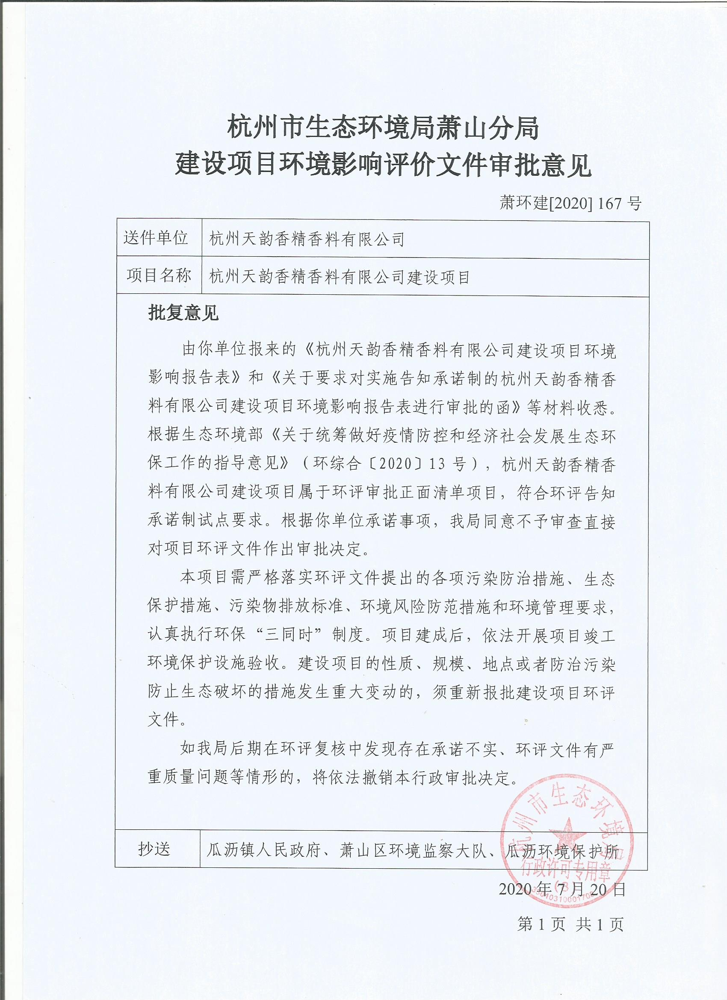 杭州市生态环境局萧山分局
建设项目环境影响评价文件审批意见
萧环建[2020] 167 号
送件单位 杭州天韵香精香料有限公司
项目名称 杭州天韵香精香料有限公司建设项目
批复意见
由你单位报来的《杭州天韵香精香料有限公司建设项目环境
影响报告表》和《关于要求对实施告知承诺制的杭州天韵香精香
料有限公司建设项目环境影响报告表进行审批的函》等材料收悉。
根据生态环境部《关于统筹做好疫情防控和经济社会发展生态环
保工作的指导意见》（环综合〔2020〕13 号），杭州天韵香精香
料有限公司建设项目属于环评审批正面清单项目，符合环评告知
承诺制试点要求。根据你单位承诺事项，我局同意不予审查直接
对项目环评文件作出审批决定。
本项目需严格落实环评文件提出的各项污染防治措施、生态
保护措施、污染物排放标准、环境风险防范措施和环境管理要求，
认真执行环保“三同时”制度。项目建成后，依法开展项目竣工
环境保护设施验收。建设项目的性质、规模、地点或者防治污染
防止生态破坏的措施发生重大变动的，须重新报批建设项目环评
文件。
如我局后期在环评复核中发现存在承诺不实、环评文件有严
重质量问题等情形的，将依法撤销本行政审批决定。
抄送 瓜沥镇人民政府、萧山区环境监察大队、瓜沥环境保护所
杭州市生态环境局
行政许可专用章
(3)
2020 年 7 月 20 日
第 1 页 共 1 页